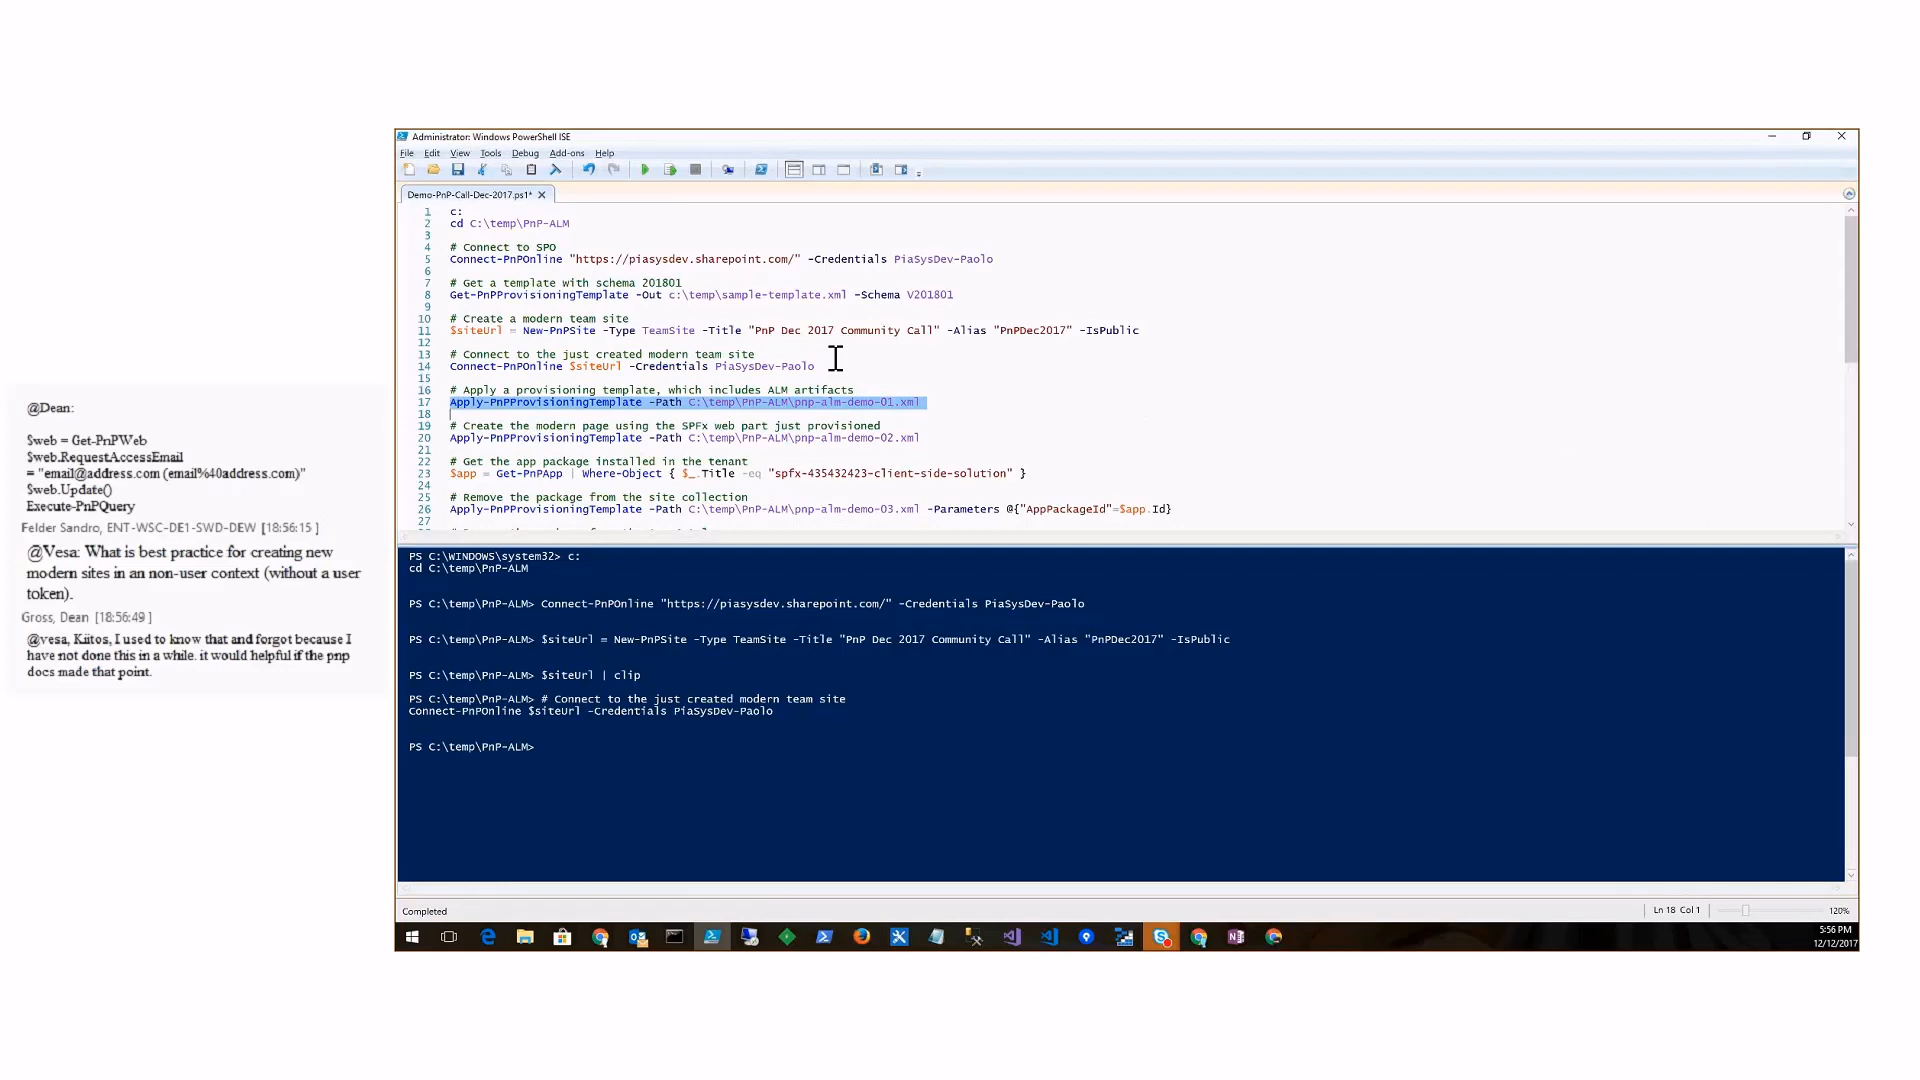 @Dean:
$web = Get-PnPWeb
$web.RequestAccessEmail
= "email@address.com (email%40address.com)"
$web.Update()
Execute-PnPQuery
Felder Sandro, ENT-WSC-DE1-SWD-DEW [18:56:15 ]
@Vesa: What is best practice for creating new
modern sites in an non-user context (without a user
token).
Gross, Dean [18:56:49 ]
@vesa, Kiitos, I used to know that and forgot because I
have not done this in a while. it would helpful if the pnp
docs made that point.
Administrator: Windows PowerShell ISE
File Edit View Tools Debug Add-ons Help
Demo-PnP-Call-Dec-2017.ps1*
1 c:
2 cd C:\temp\PnP-ALM
3
4 # Connect to SPO
5 Connect-PnPOnline "https://piasysdev.sharepoint.com/" -Credentials PiaSysDev-Paolo
6
7 # Get a template with schema 201801
8 Get-PnPProvisioningTemplate -Out c:\temp\sample-template.xml -Schema V201801
9
10 # Create a modern team site
11 $siteUrl = New-PnPSite -Type TeamSite -Title "PnP Dec 2017 Community Call" -Alias "PnPDec2017" -IsPublic
12
13 # Connect to the just created modern team site
14 Connect-PnPOnline $siteUrl -Credentials PiaSysDev-Paolo
15
16 # Apply a provisioning template, which includes ALM artifacts
17 Apply-PnPProvisioningTemplate -Path C:\temp\PnP-ALM\pnp-alm-demo-01.xml
18
19 # Create the modern page using the SPFx web part just provisioned
20 Apply-PnPProvisioningTemplate -Path C:\temp\PnP-ALM\pnp-alm-demo-02.xml
21
22 # Get the app package installed in the tenant
23 $app = Get-PnPApp | Where-Object { $_.Title -eq "spfx-435432423-client-side-solution" }
24
25 # Remove the package from the site collection
26 Apply-PnPProvisioningTemplate -Path C:\temp\PnP-ALM\pnp-alm-demo-03.xml -Parameters @{"AppPackageId"=$app.Id}
27
PS C:\WINDOWS\system32> c:
cd C:\temp\PnP-ALM
PS C:\temp\PnP-ALM> Connect-PnPOnline "https://piasysdev.sharepoint.com/" -Credentials PiaSysDev-Paolo
PS C:\temp\PnP-ALM> $siteUrl = New-PnPSite -Type TeamSite -Title "PnP Dec 2017 Community Call" -Alias "PnPDec2017" -IsPublic
PS C:\temp\PnP-ALM> $siteUrl | clip
PS C:\temp\PnP-ALM> # Connect to the just created modern team site
Connect-PnPOnline $siteUrl -Credentials PiaSysDev-Paolo
PS C:\temp\PnP-ALM>
Completed
Ln 18 Col 1
120%
5:56 PM
12/12/2017